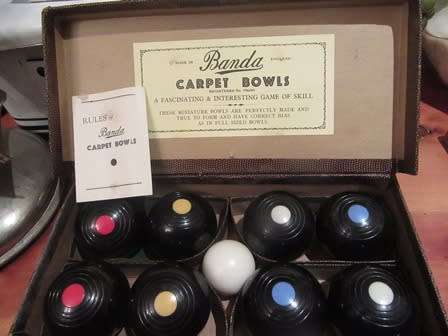 MADE IN ENGLAND
Banda
CARPET BOWLS
A FASCINATING & INTERESTING GAME OF SKILL
THESE MINIATURE BOWLS ARE PERFECTLY MADE AND
TRUE TO FORM AND HAVE CORRECT BIAS
AS IN FULL SIZED BOWLS.
RULES of
Banda
CARPET BOWLS